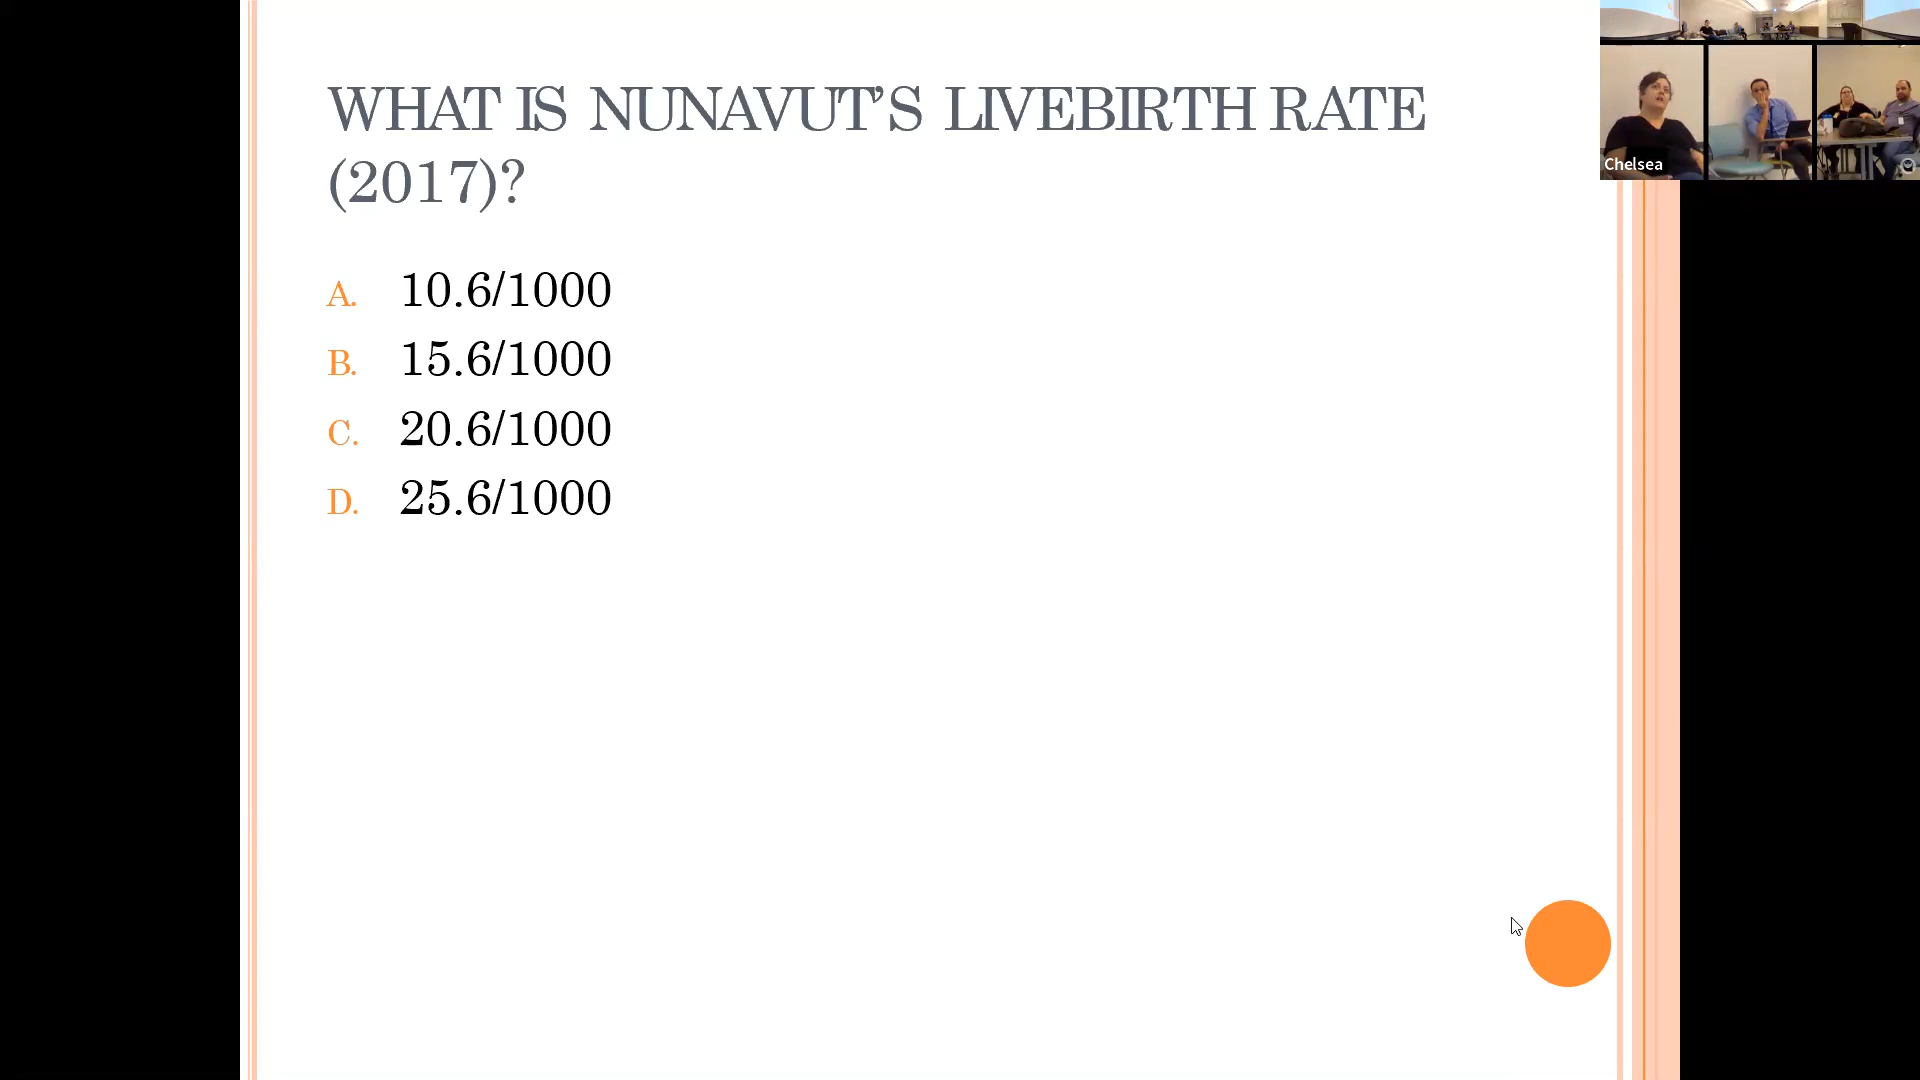 WHAT IS NUNAVUT’S LIVEBIRTH RATE
(2017)?
A. 10.6/1000
B. 15.6/1000
C. 20.6/1000
D. 25.6/1000
Chelsea